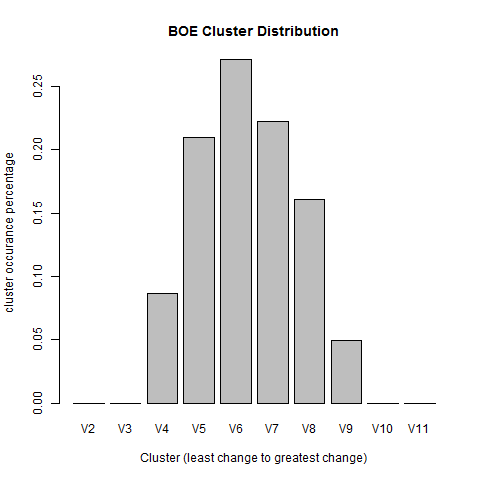 BOE Cluster Distribution
cluster occurance percentage
0.25
0.20
0.15
0.10
0.05
0.00
V2 V3 V4 V5 V6 V7 V8 V9 V10 V11
Cluster (least change to greatest change)